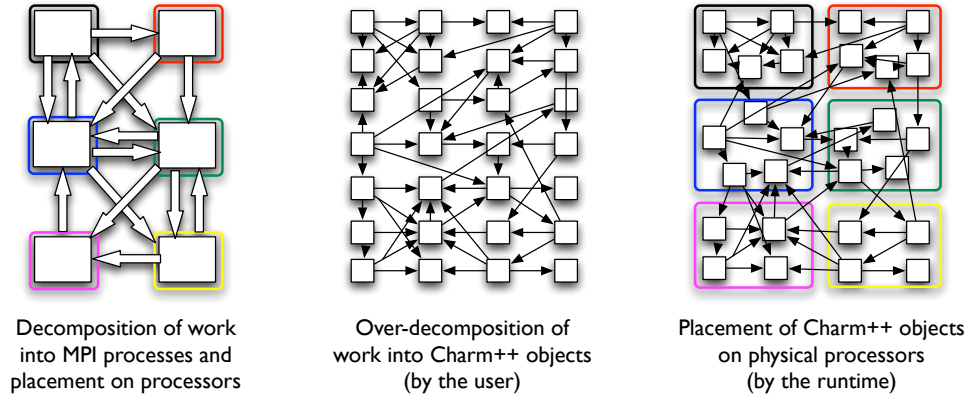 Decomposition of work
into MPI processes and
placement on processors
Over-decomposition of
work into Charm++ objects
(by the user)
Placement of Charm++ objects
on physical processors
(by the runtime)